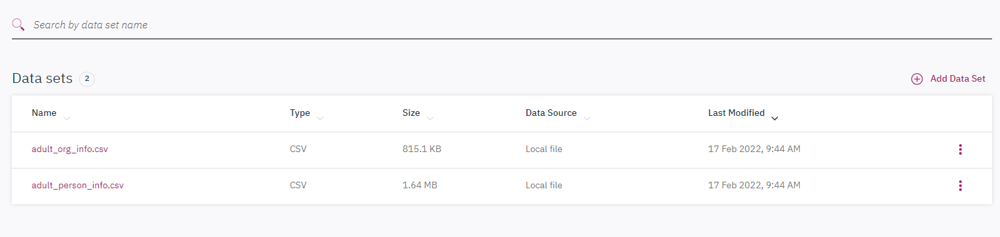 Search by data set name
Data sets 2 Add Data Set
Name Type Size Data Source Last Modified
adult_org_info.csv CSV 815.1 KB Local file 17 Feb 2022, 9:44 AM
adult_person_info.csv CSV 1.64 MB Local file 17 Feb 2022, 9:44 AM